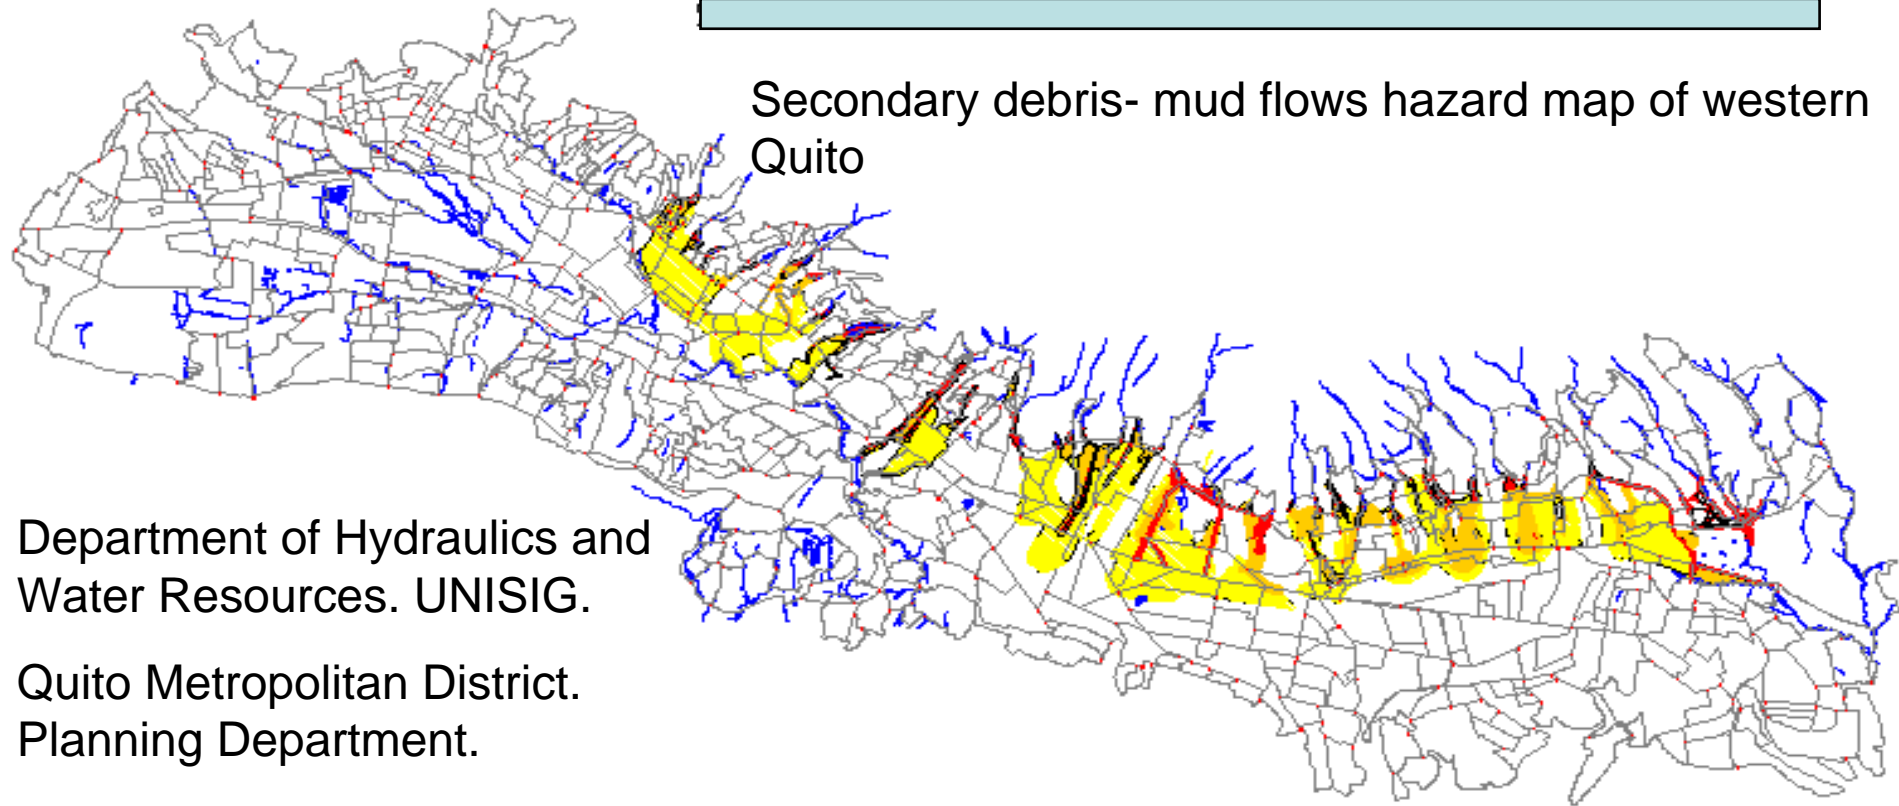 Secondary debris- mud flows hazard map of western
Quito
Department of Hydraulics and
Water Resources. UNISIG.
Quito Metropolitan District.
Planning Department.